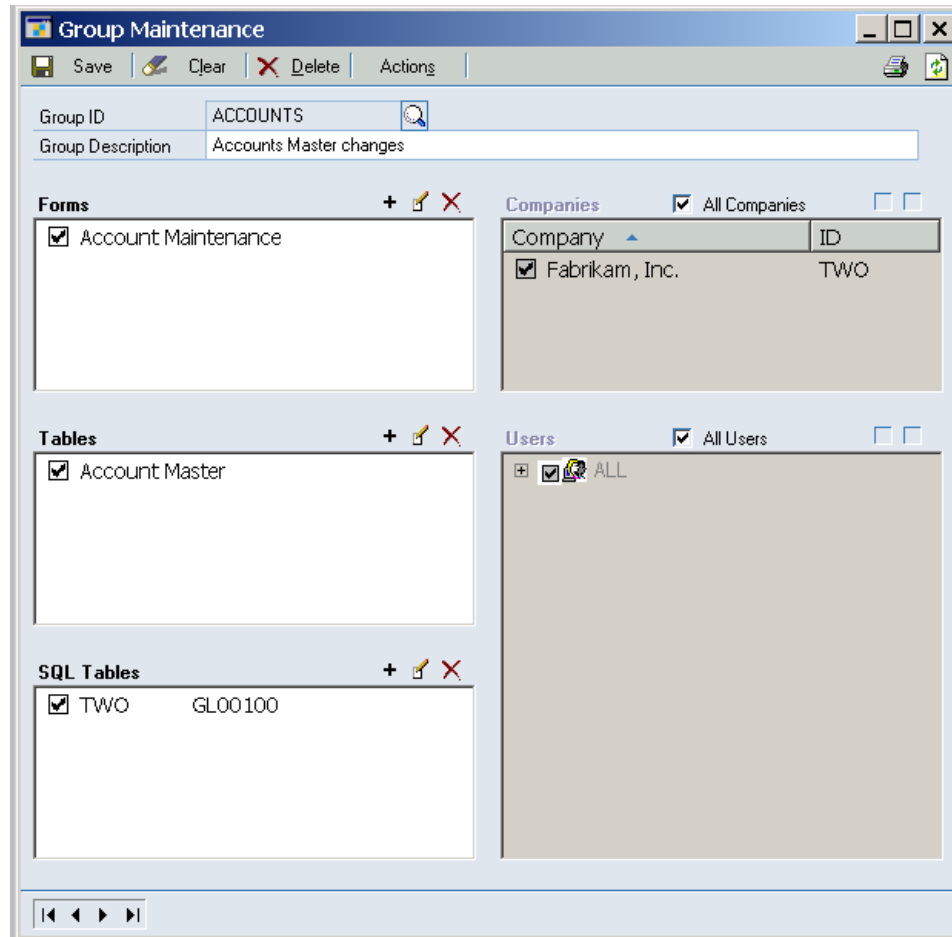 Group Maintenance
Save Clear Delete Actions
Group ID ACCOUNTS
Group Description Accounts Master changes
Forms
Account Maintenance
Companies All Companies
Company ID
Fabrikam, Inc. TWO
Tables
Account Master
Users All Users
ALL
SQL Tables
TWO GL00100